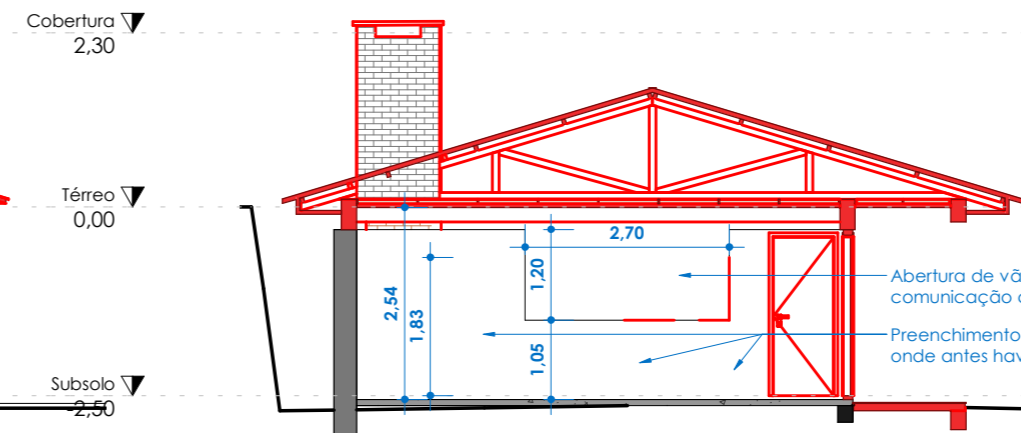 Cobertura
2,30
Térreo
0,00
2,70
1,20
2,54
1,83
1,05
Abertura de vã
comunicação
Preenchimento
onde antes hav
Subsolo
-2,50